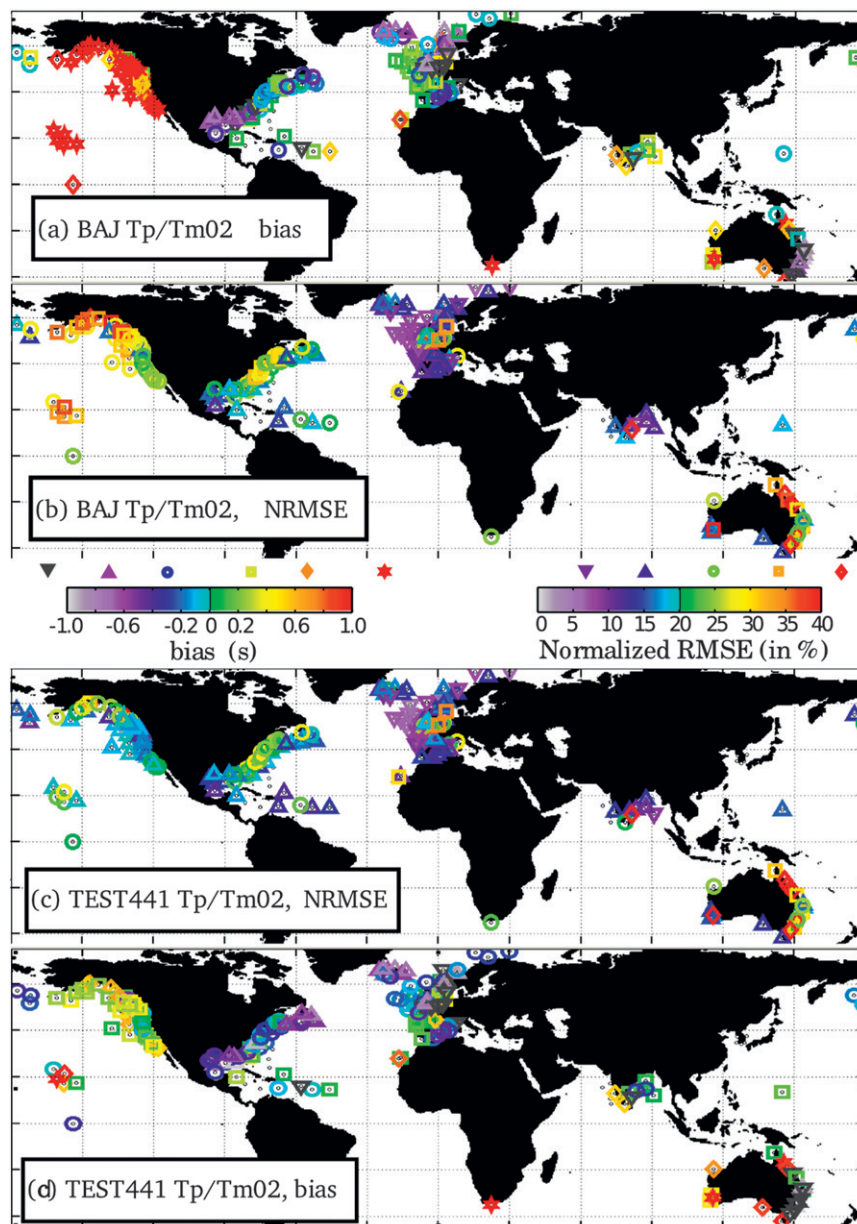 (a) BAJ Tp/Tm02 bias
(b) BAJ Tp/Tm02, NRMSE
-1.0 -0.6 -0.2 0 0.2 0.6 1.0
bias (s)
0 5 10 15 20 25 30 35 40
Normalized RMSE (in %)
(c) TEST441 Tp/Tm02, NRMSE
(d) TEST441 Tp/Tm02, bias